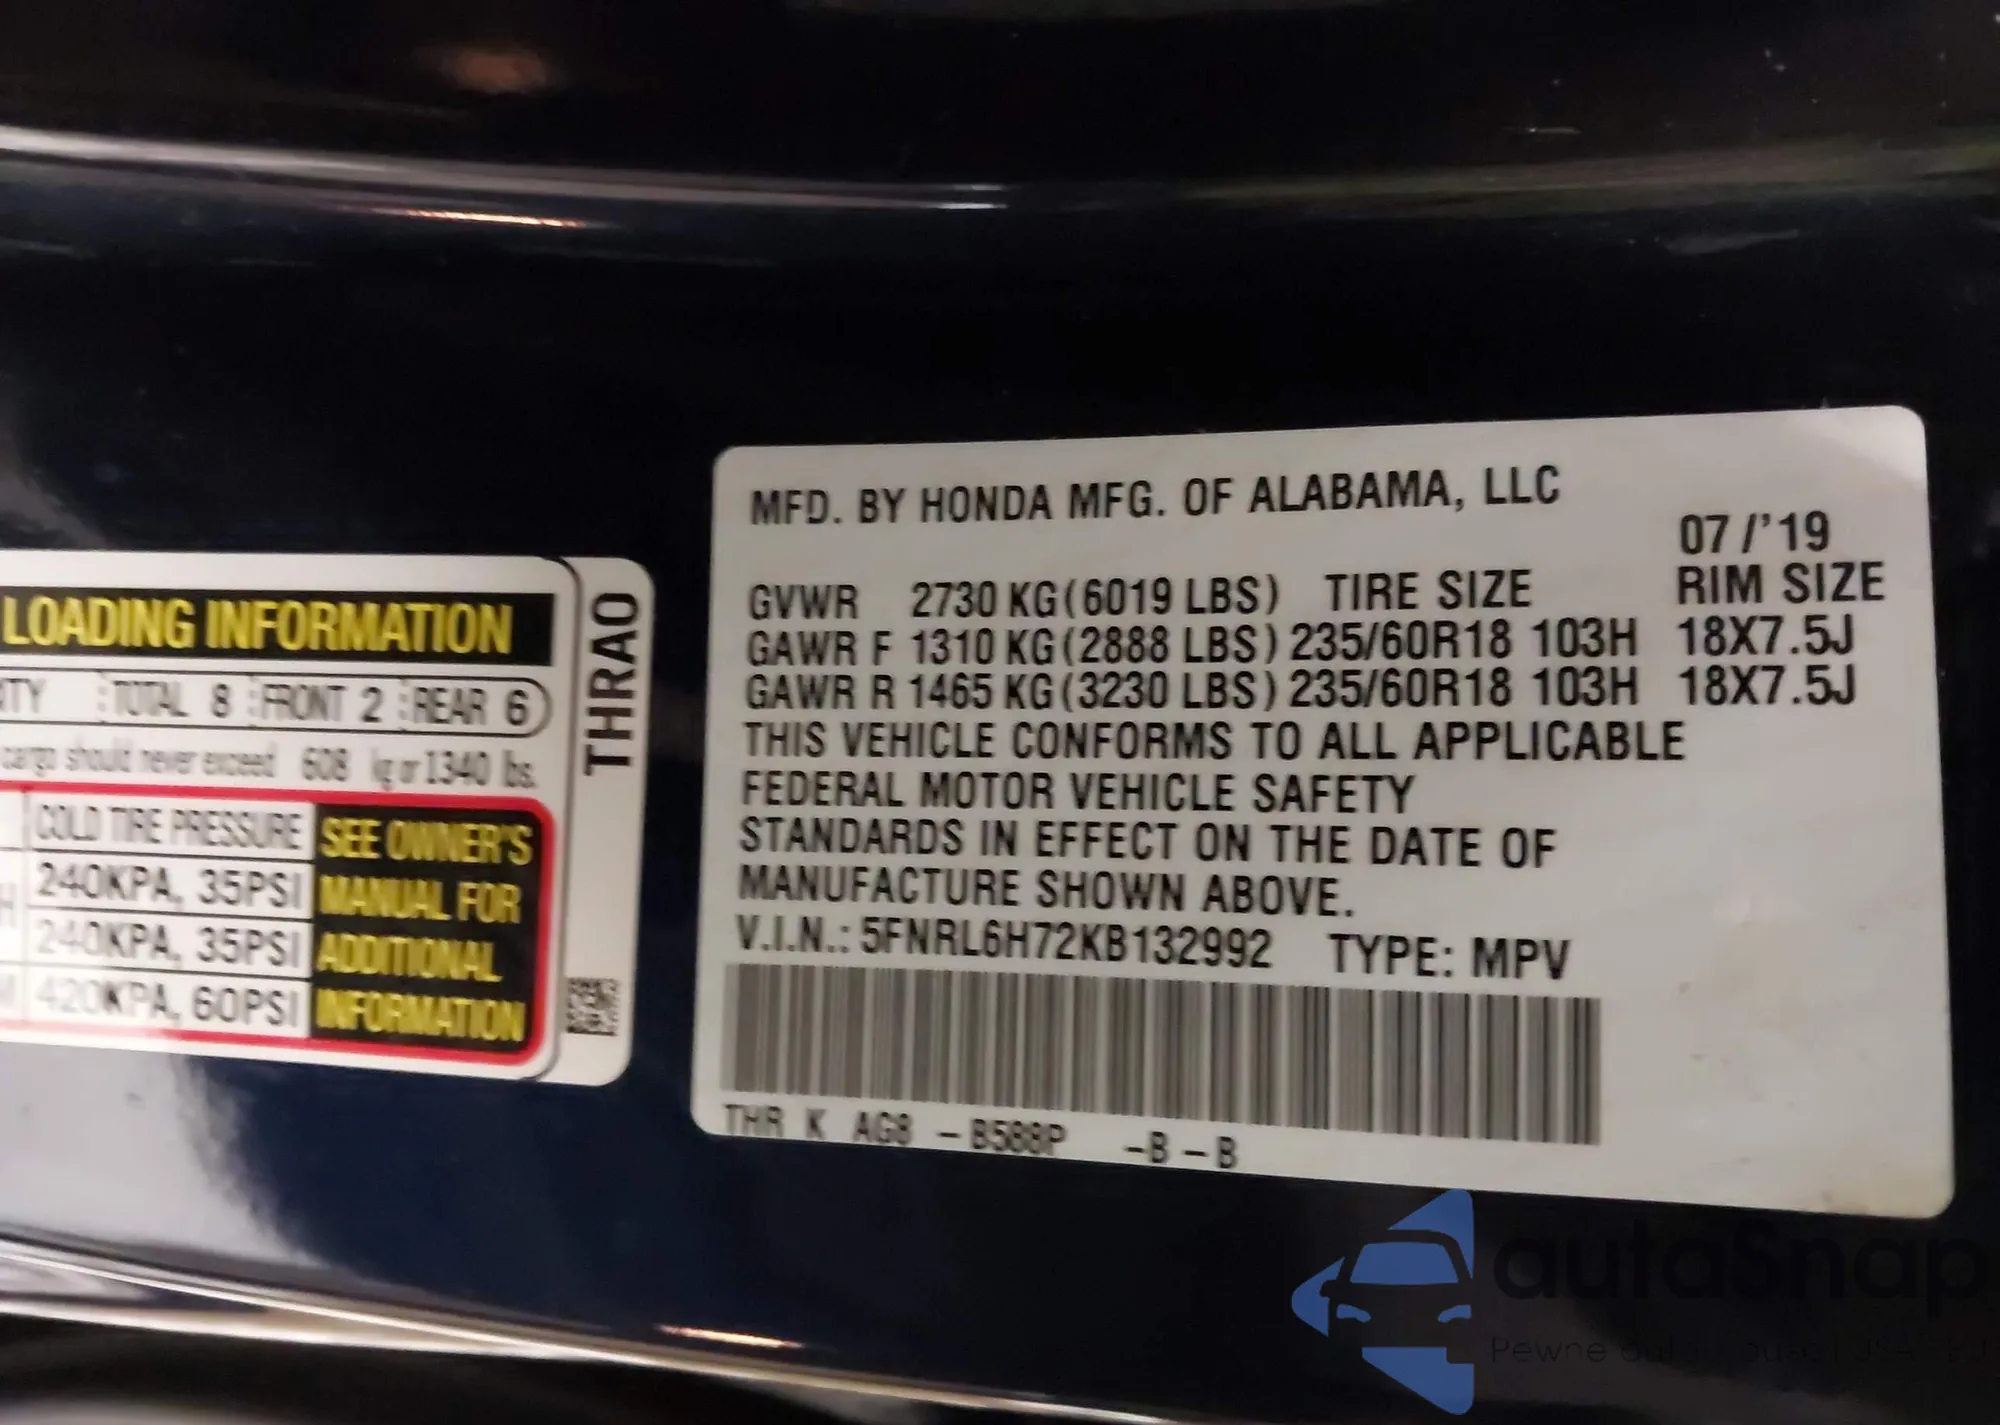 LOADING INFORMATION
TOTAL 8 FRONT 2 REAR 6
cargo should never exceed 608 kg or 1340 lbs.
COLD TIRE PRESSURE
240KPA, 35PSI
240KPA, 35PSI
420KPA, 60PSI
SEE OWNER'S
MANUAL FOR
ADDITIONAL
INFORMATION
THRA0
MFD. BY HONDA MFG. OF ALABAMA, LLC
07/'19
GVWR 2730 KG (6019 LBS) TIRE SIZE RIM SIZE
GAWR F 1310 KG (2888 LBS) 235/60R18 103H 18X7.5J
GAWR R 1465 KG (3230 LBS) 235/60R18 103H 18X7.5J
THIS VEHICLE CONFORMS TO ALL APPLICABLE
FEDERAL MOTOR VEHICLE SAFETY
STANDARDS IN EFFECT ON THE DATE OF
MANUFACTURE SHOWN ABOVE.
V.I.N.: 5FNRL6H72KB132992 TYPE: MPV
THR K AG8 - B588P - B - B
autaSnap
Pewne